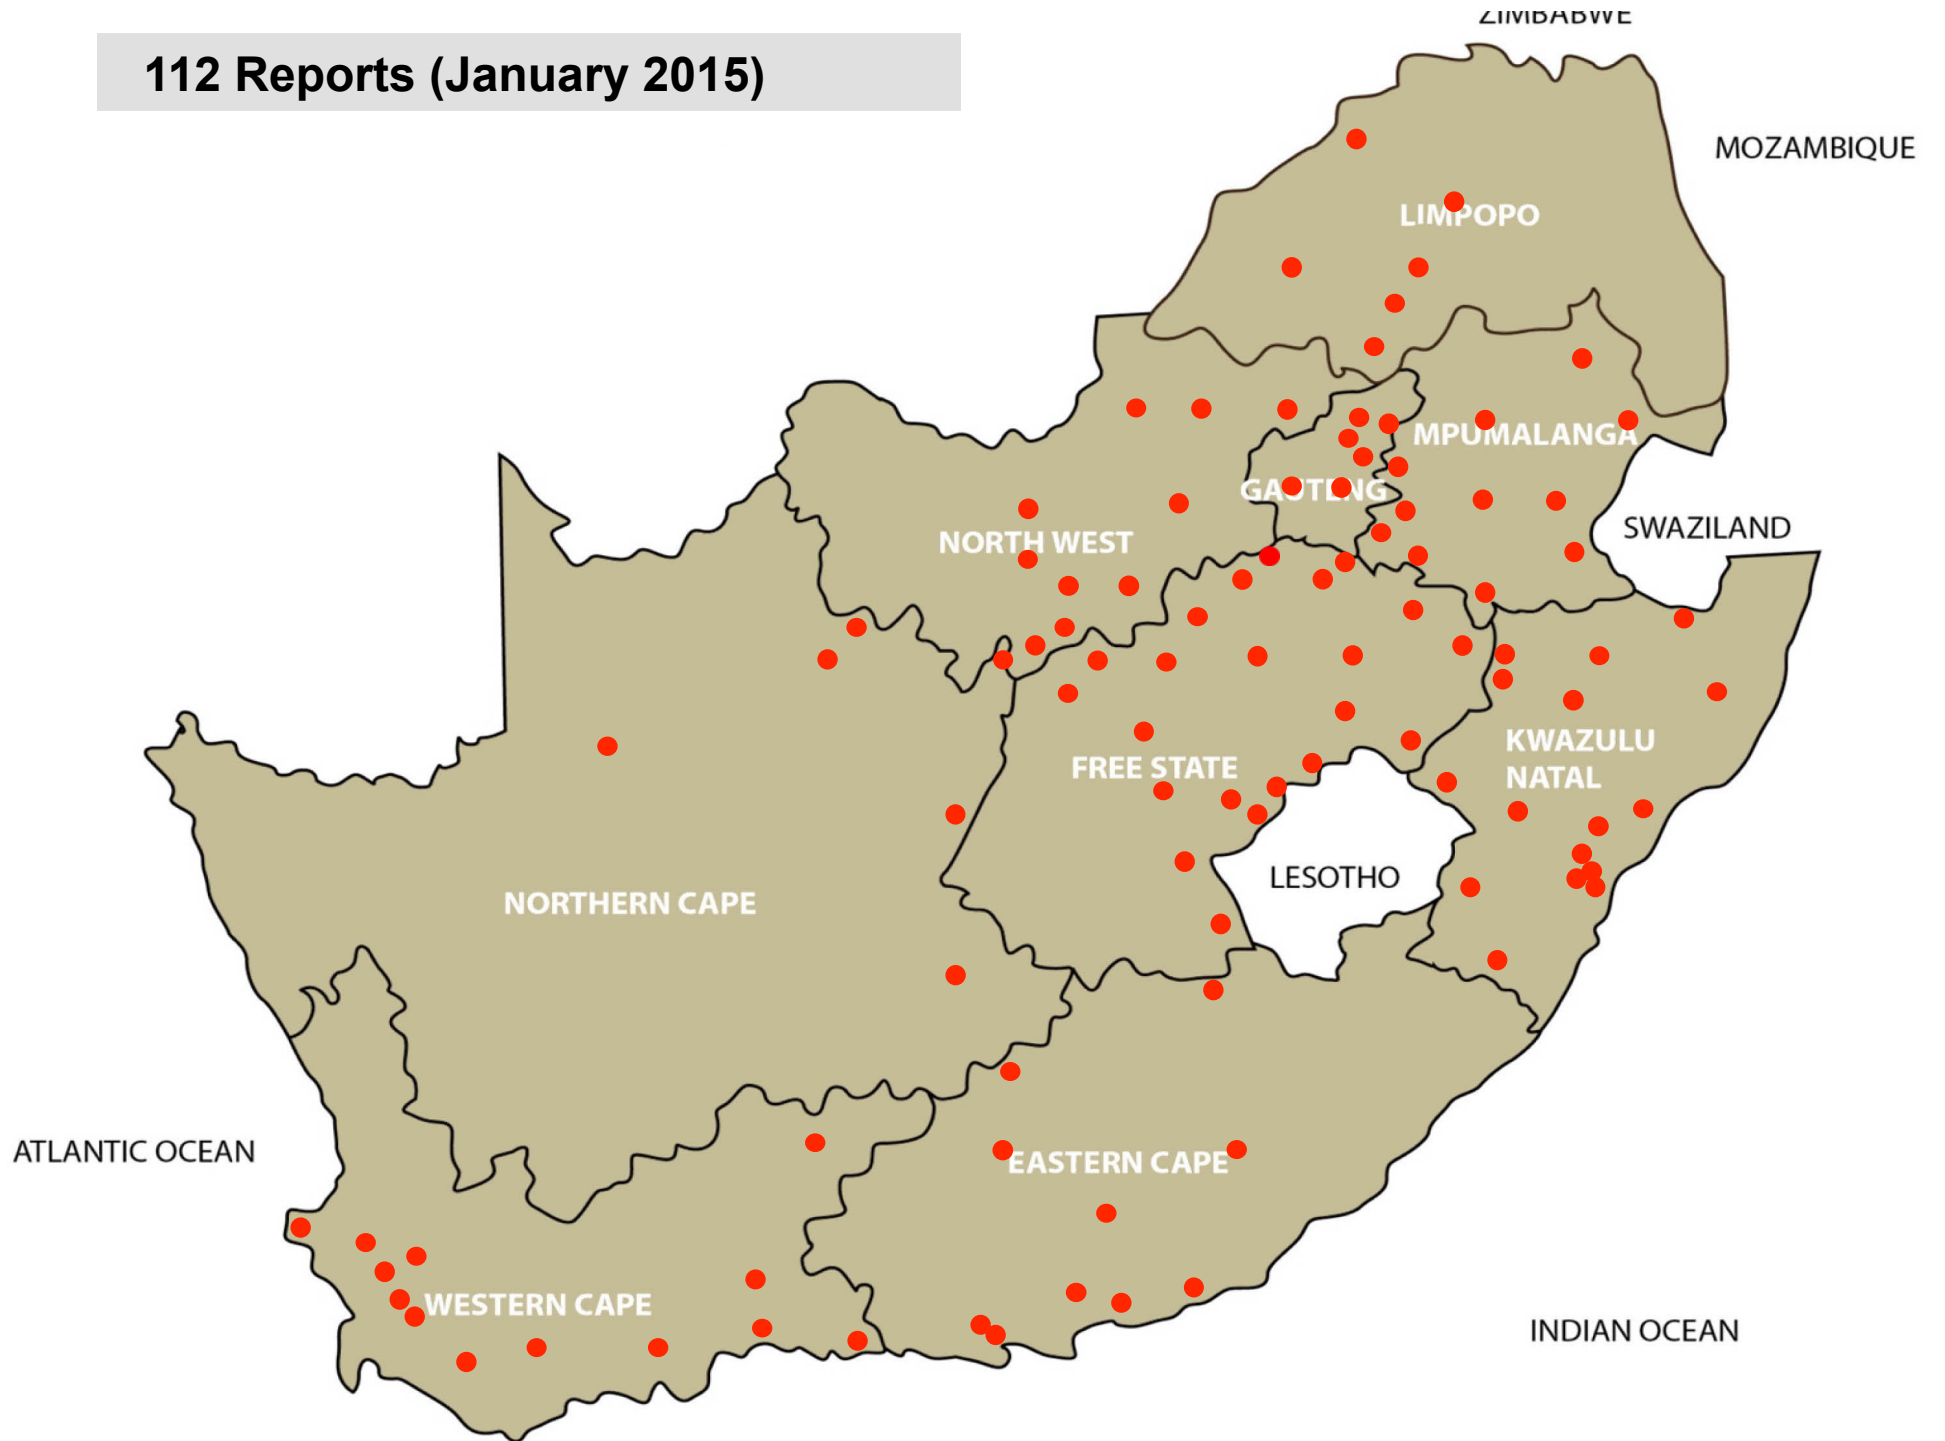 ZIMBABWE
112 Reports (January 2015)
MOZAMBIQUE
LIMPOPO
MPUMALANGA
GAUTENG
SWAZILAND
NORTH WEST
KWAZULU
NATAL
FREE STATE
LESOTHO
NORTHERN CAPE
ATLANTIC OCEAN
EASTERN CAPE
WESTERN CAPE
INDIAN OCEAN